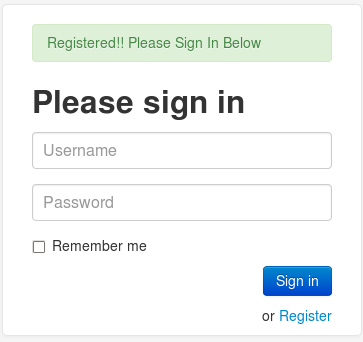 Registered!! Please Sign In Below
Please sign in
Username
Password
Remember me
Sign in
or Register